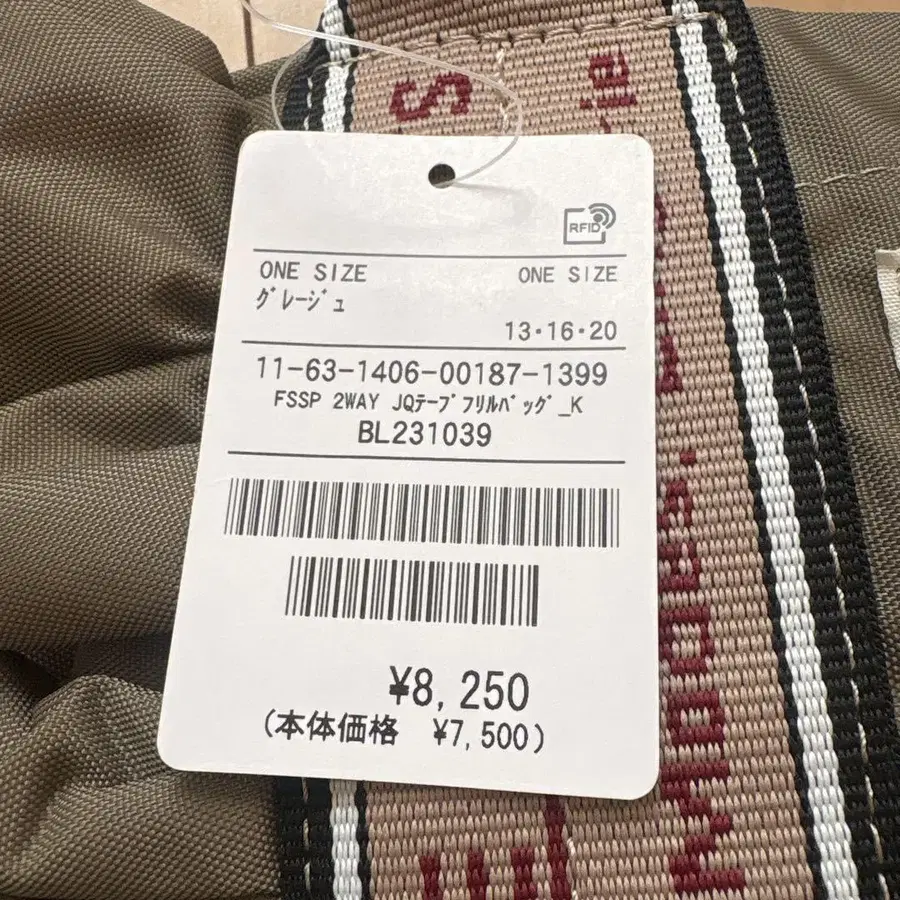 RFID
ONE SIZE ONE SIZE
グレージュ
13・16・20
11-63-1406-00187-1399
FSSP 2WAY JQテープフリルバッグ_K
BL231039
¥8,250
(本体価格 ¥7,500)